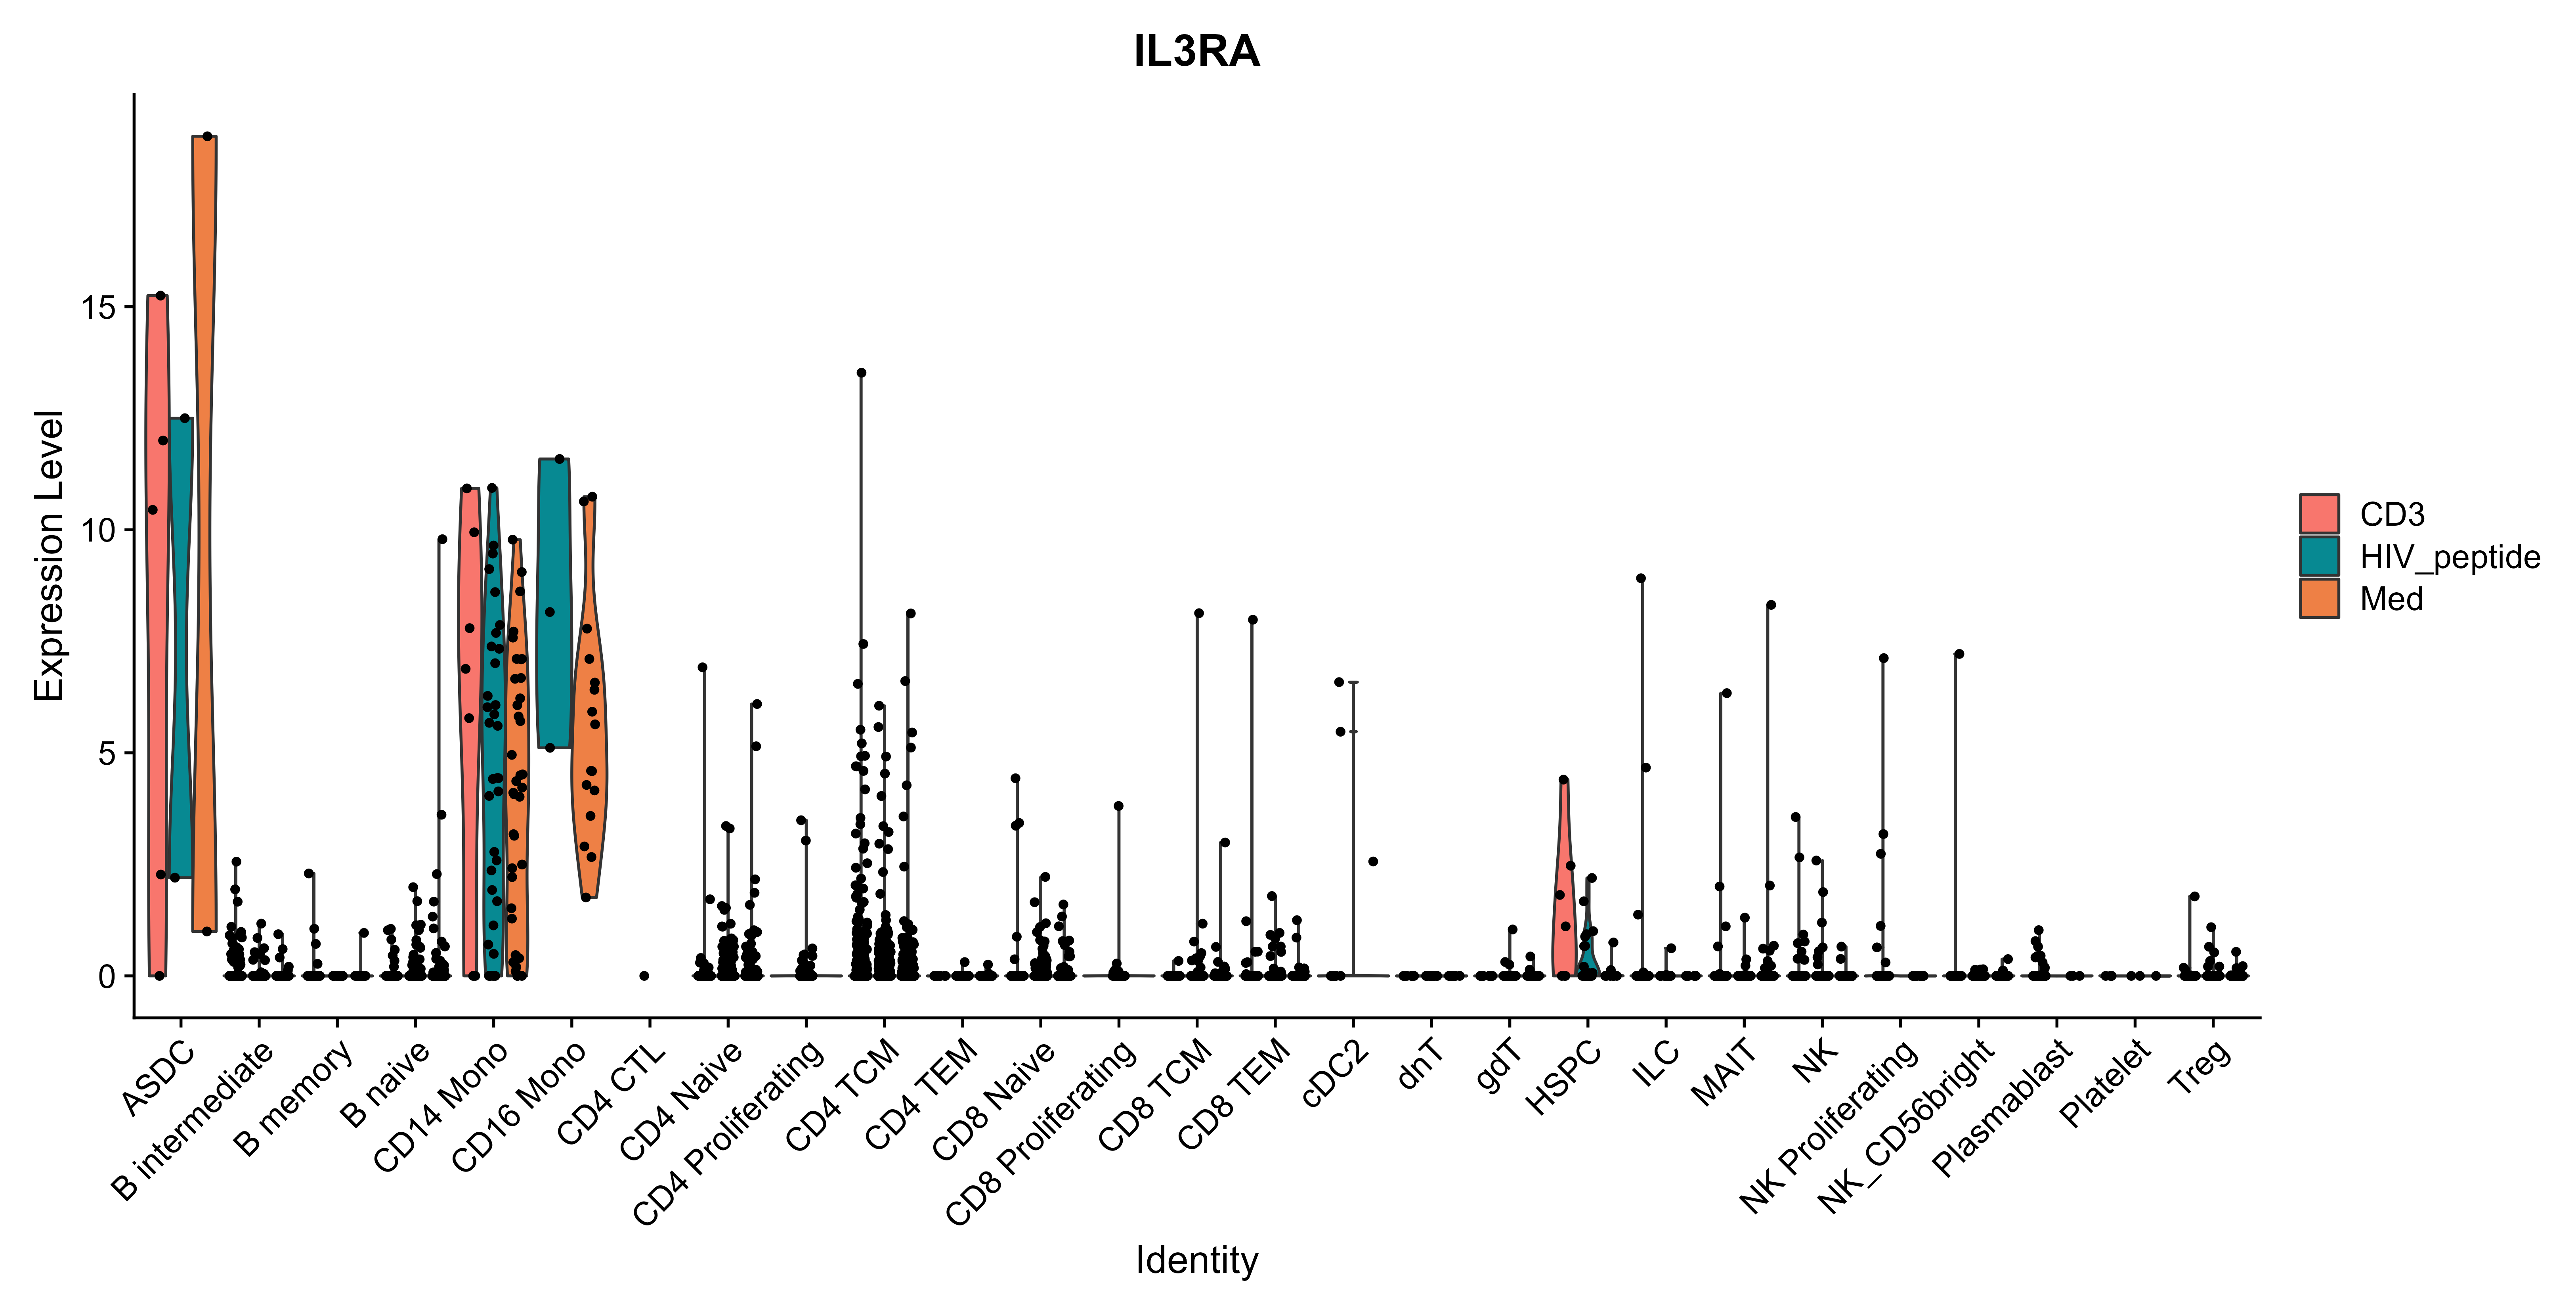 IL3RA
Expression Level
15
10
5
0
ASDC
B intermediate
B memory
B naive
CD14 Mono
CD16 Mono
CD4 CTL
CD4 Naive
CD4 Proliferating
CD4 TCM
CD4 TEM
CD8 Naive
CD8 Proliferating
CD8 TCM
CD8 TEM
cDC2
dnT
gdT
HSPC
ILC
MAIT
NK
NK Proliferating
NK_CD56bright
Plasmablast
Platelet
Treg
Identity
CD3
HIV_peptide
Med